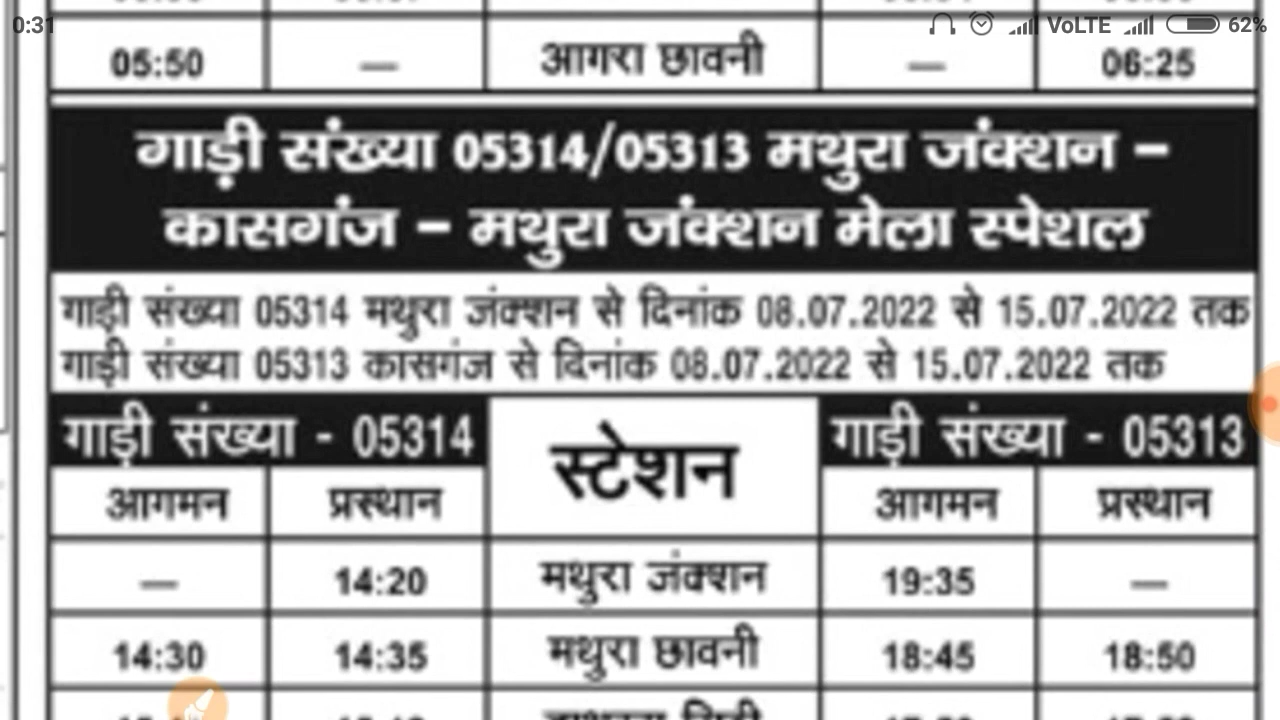 0:31 VoLTE 62%
05:50 — आगरा छावनी — 06:25
गाड़ी संख्या 05314/05313 मथुरा जंक्शन –
कासगंज – मथुरा जंक्शन मेला स्पेशल
गाड़ी संख्या 05314 मथुरा जंक्शन से दिनांक 08.07.2022 से 15.07.2022 तक
गाड़ी संख्या 05313 कासगंज से दिनांक 08.07.2022 से 15.07.2022 तक
गाड़ी संख्या - 05314 स्टेशन गाड़ी संख्या - 05313
आगमन प्रस्थान आगमन प्रस्थान
— 14:20 मथुरा जंक्शन 19:35 —
14:30 14:35 मथुरा छावनी 18:45 18:50